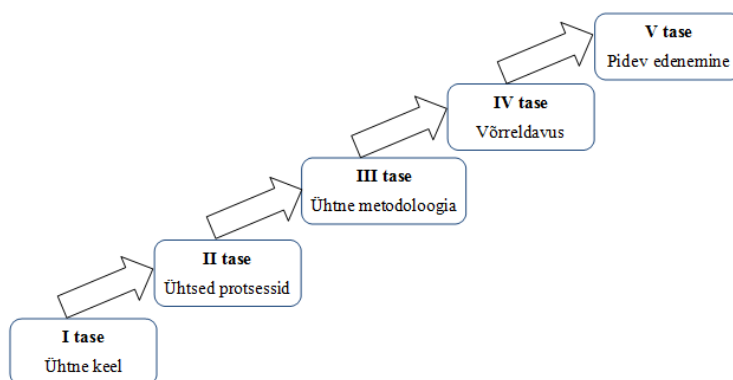 V tase
Pidev edenemine
IV tase
Võrreldavus
III tase
Ühtne metodoloogia
II tase
Ühtsed protsessid
I tase
Ühtne keel